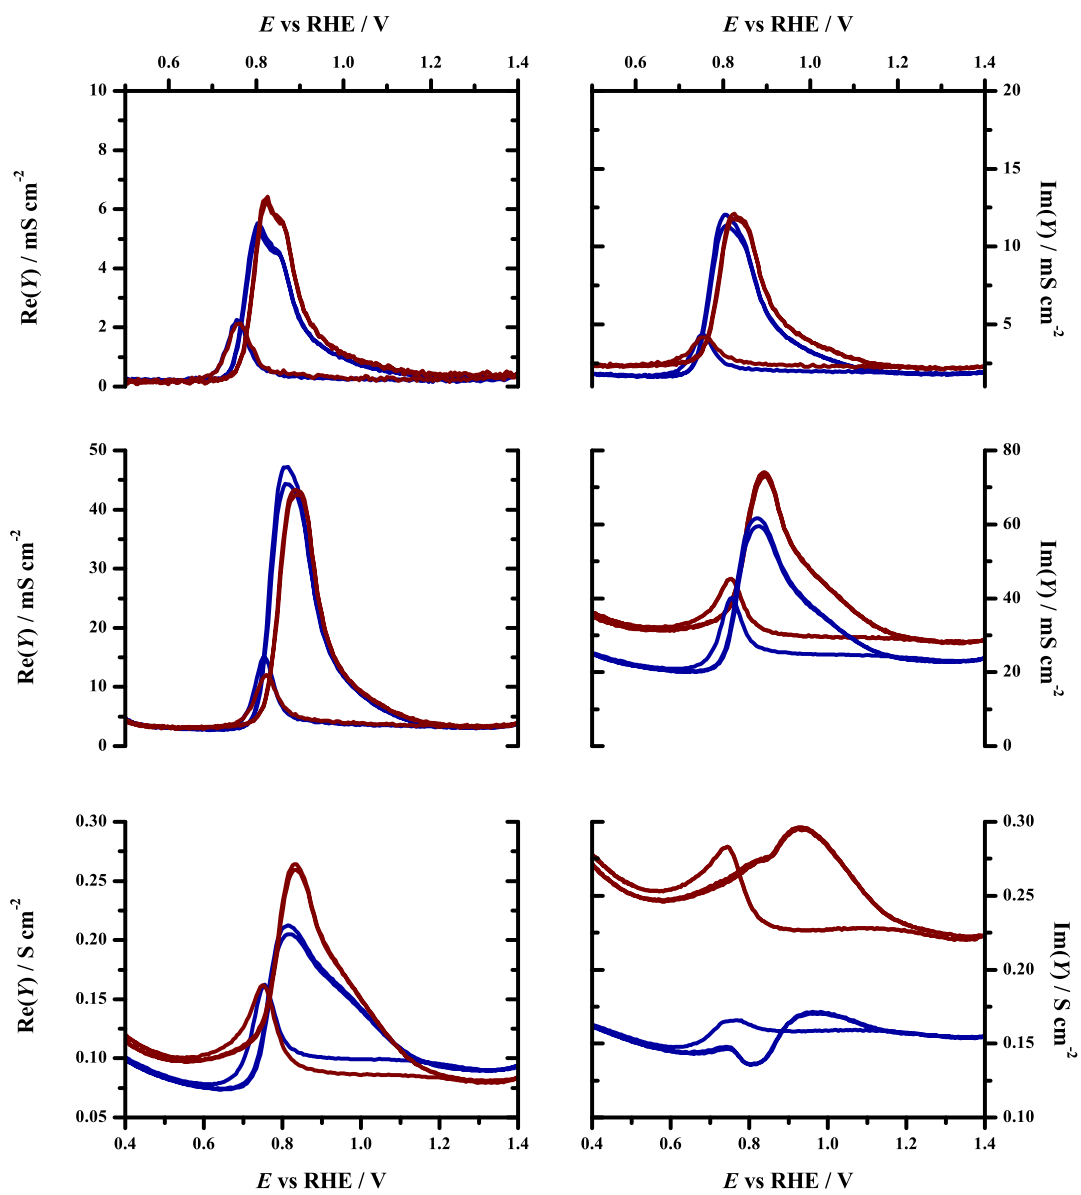 E vs RHE / V
E vs RHE / V
0.6 0.8 1.0 1.2 1.4
0.6 0.8 1.0 1.2 1.4
10
8
6
4
2
0
Re(Y) / mS cm⁻²
20
15
10
5
Im(Y) / mS cm⁻²
50
40
30
20
10
0
Re(Y) / mS cm⁻²
80
60
40
20
0
Im(Y) / mS cm⁻²
0.30
0.25
0.20
0.15
0.10
0.05
Re(Y) / S cm⁻²
0.30
0.25
0.20
0.15
0.10
Im(Y) / S cm⁻²
0.4 0.6 0.8 1.0 1.2 1.4
0.4 0.6 0.8 1.0 1.2 1.4
E vs RHE / V
E vs RHE / V